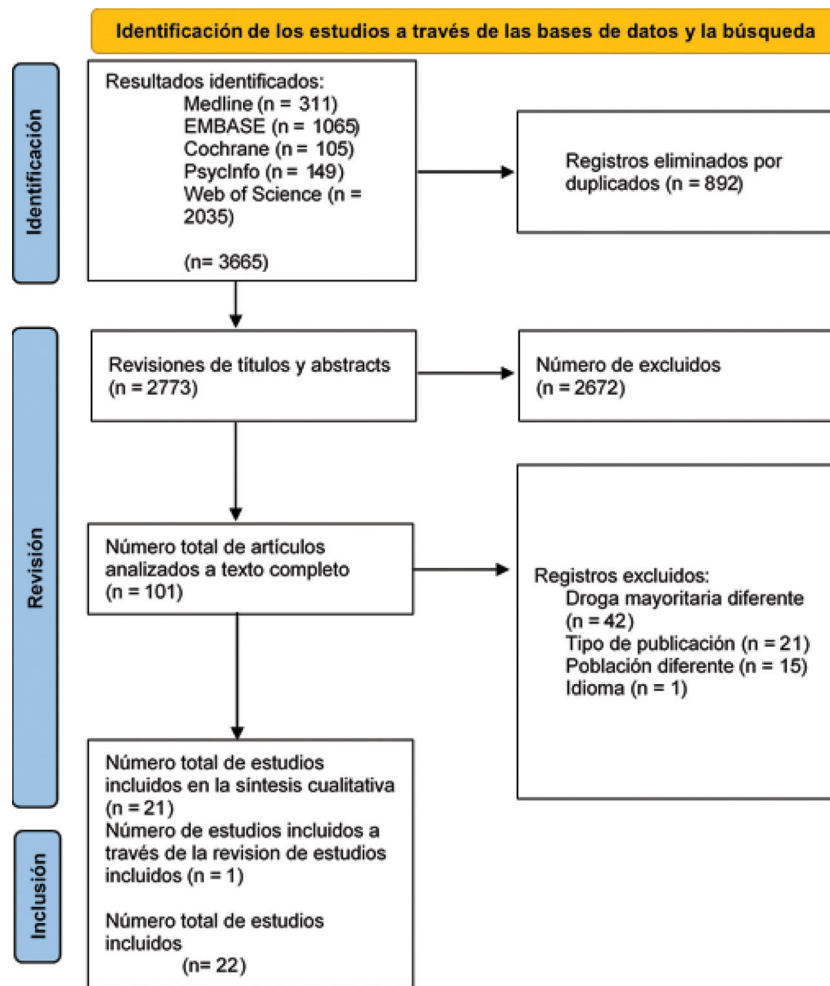 Identificación de los estudios a través de las bases de datos y la búsqueda
Identificación
Resultados identificados:
Medline (n = 311)
EMBASE (n = 1065)
Cochrane (n = 105)
PsycInfo (n = 149)
Web of Science (n =
2035)
(n= 3665)
Registros eliminados por
duplicados (n = 892)
Revisión
Revisiones de títulos y abstracts
(n = 2773)
Número de excluidos
(n = 2672)
Número total de artículos
analizados a texto completo
(n = 101)
Registros excluidos:
Droga mayoritaria diferente
(n = 42)
Tipo de publicación (n = 21)
Población diferente (n = 15)
Idioma (n = 1)
Inclusión
Número total de estudios
incluidos en la síntesis cualitativa
(n = 21)
Número de estudios incluidos a
través de la revision de estudios
incluidos (n = 1)
Número total de estudios
incluidos
(n= 22)